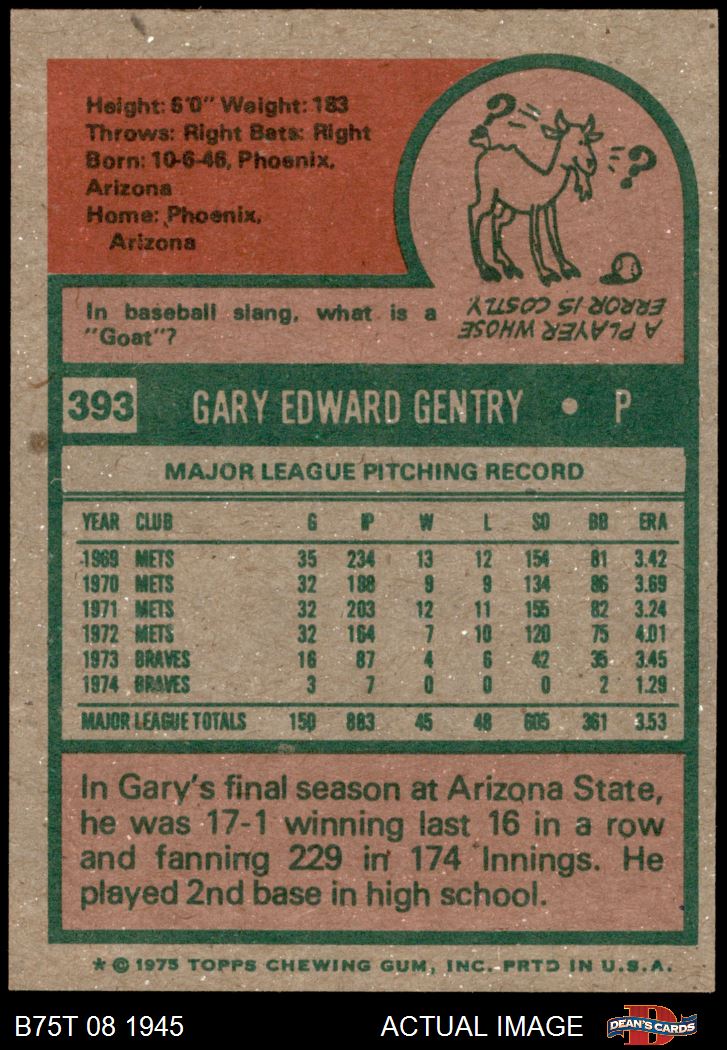 Height: 6'0" Weight: 183
Throws: Right Bats: Right
Born: 10-6-46, Phoenix,
Arizona
Home: Phoenix,
Arizona
? ?
In baseball slang, what is a
"Goat"?
A PLAYER WHOSE
ERROR IS COSTLY.
393 GARY EDWARD GENTRY • P
MAJOR LEAGUE PITCHING RECORD
YEAR CLUB G IP W L SO BB ERA
1969 METS 35 234 13 12 154 81 3.42
1970 METS 32 188 9 9 134 86 3.69
1971 METS 32 203 12 11 155 82 3.24
1972 METS 32 164 7 10 120 75 4.01
1973 BRAVES 16 87 4 6 42 35 3.45
1974 BRAVES 3 7 0 0 0 2 1.29
MAJOR LEAGUE TOTALS 150 883 45 48 605 361 3.53
In Gary's final season at Arizona State,
he was 17-1 winning last 16 in a row
and fanning 229 in 174 Innings. He
played 2nd base in high school.
* © 1975 TOPPS CHEWING GUM, INC. PRTD IN U.S.A.
B75T 08 1945 ACTUAL IMAGE D DEAN'S CARDS